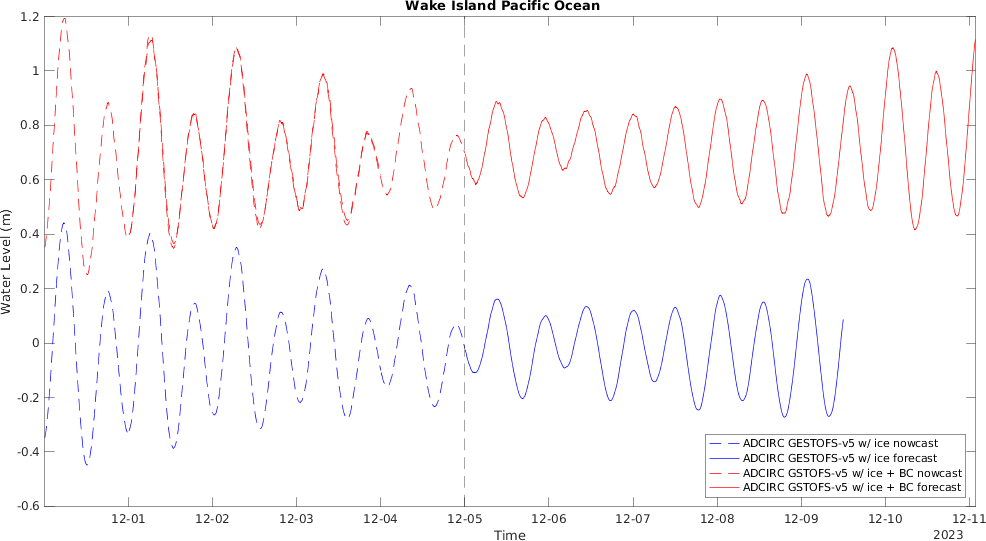 Wake Island Pacific Ocean
Water Level (m)
1.2
1
0.8
0.6
0.4
0.2
0
-0.2
-0.4
-0.6
ADCIRC GESTOFS-v5 w/ ice nowcast
ADCIRC GESTOFS-v5 w/ ice forecast
ADCIRC GSTOFS-v5 w/ ice + BC nowcast
ADCIRC GSTOFS-v5 w/ ice + BC forecast
12-01 12-02 12-03 12-04 12-05 12-06 12-07 12-08 12-09 12-10 12-11
Time
2023